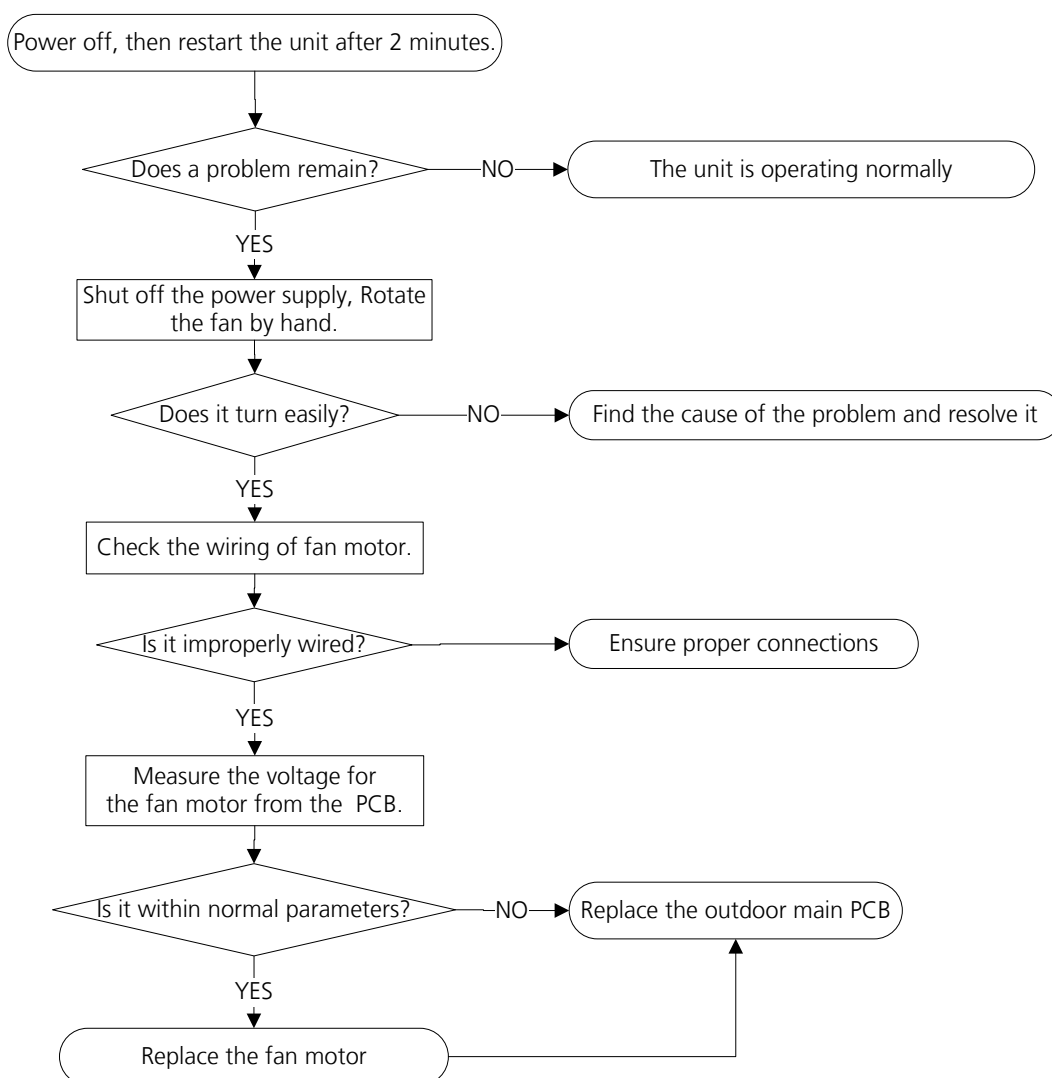 Power off, then restart the unit after 2 minutes.
Does a problem remain?
NO
The unit is operating normally
YES
Shut off the power supply, Rotate
the fan by hand.
Does it turn easily?
NO
Find the cause of the problem and resolve it
YES
Check the wiring of fan motor.
Is it improperly wired?
Ensure proper connections
YES
Measure the voltage for
the fan motor from the PCB.
Is it within normal parameters?
NO
Replace the outdoor main PCB
YES
Replace the fan motor